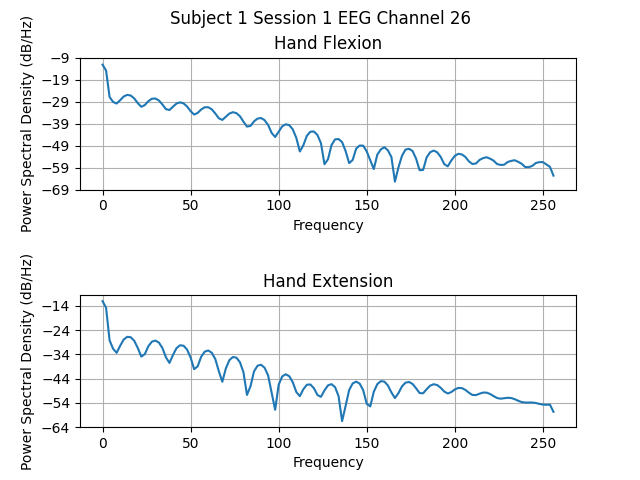 Subject 1 Session 1 EEG Channel 26
Hand Flexion
Power Spectral Density (dB/Hz)
−9
−19
−29
−39
−49
−59
−69
0 50 100 150 200 250
Frequency
Hand Extension
Power Spectral Density (dB/Hz)
−14
−24
−34
−44
−54
−64
0 50 100 150 200 250
Frequency